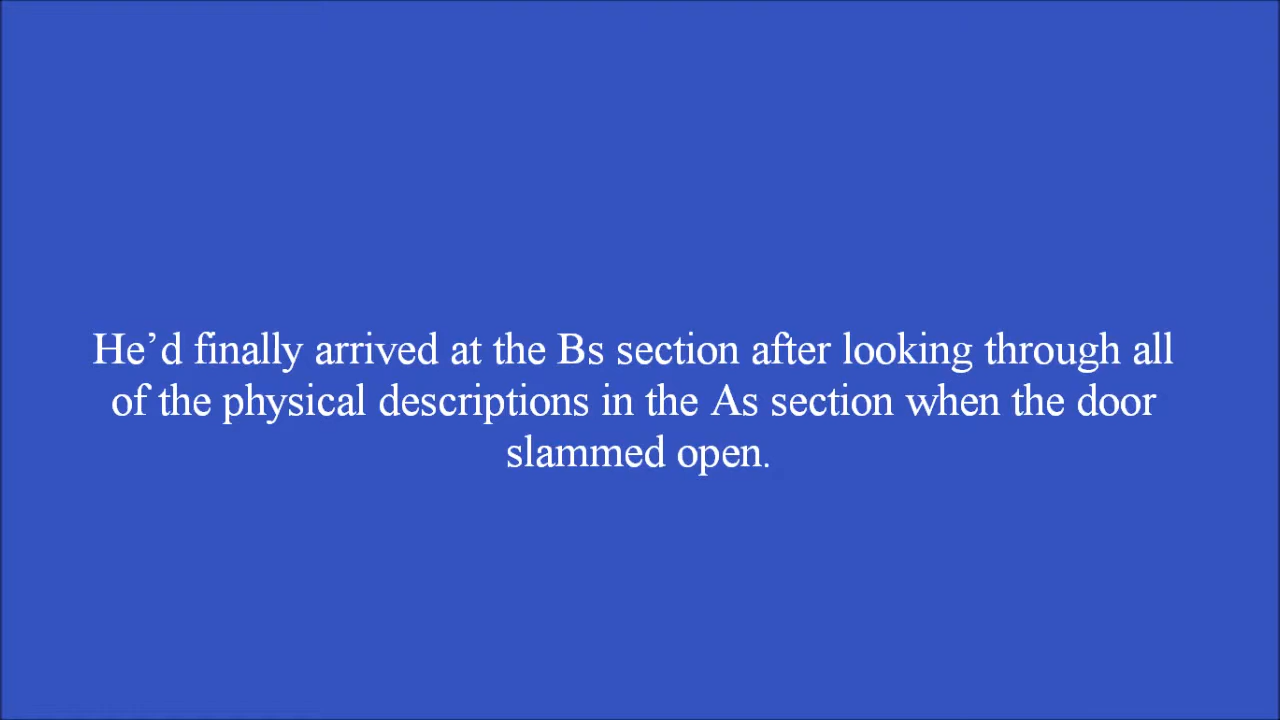 He’d finally arrived at the Bs section after looking through all
of the physical descriptions in the As section when the door
slammed open.